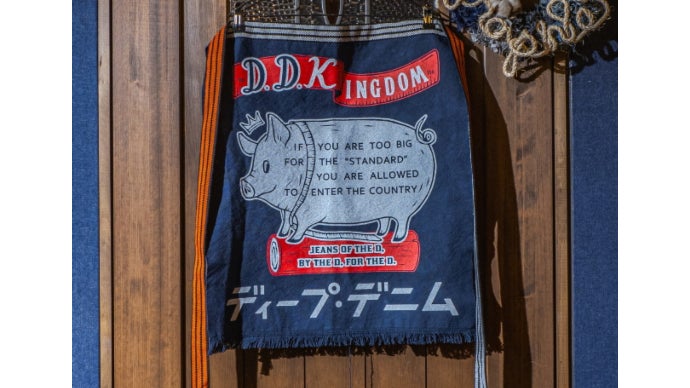 D.D.KINGDOM
IF YOU ARE TOO BIG
FOR THE "STANDARD"
YOU ARE ALLOWED
TO ENTER THE COUNTRY
JEANS OF THE D.
BY THE D. FOR THE D.
ディープ・デニム